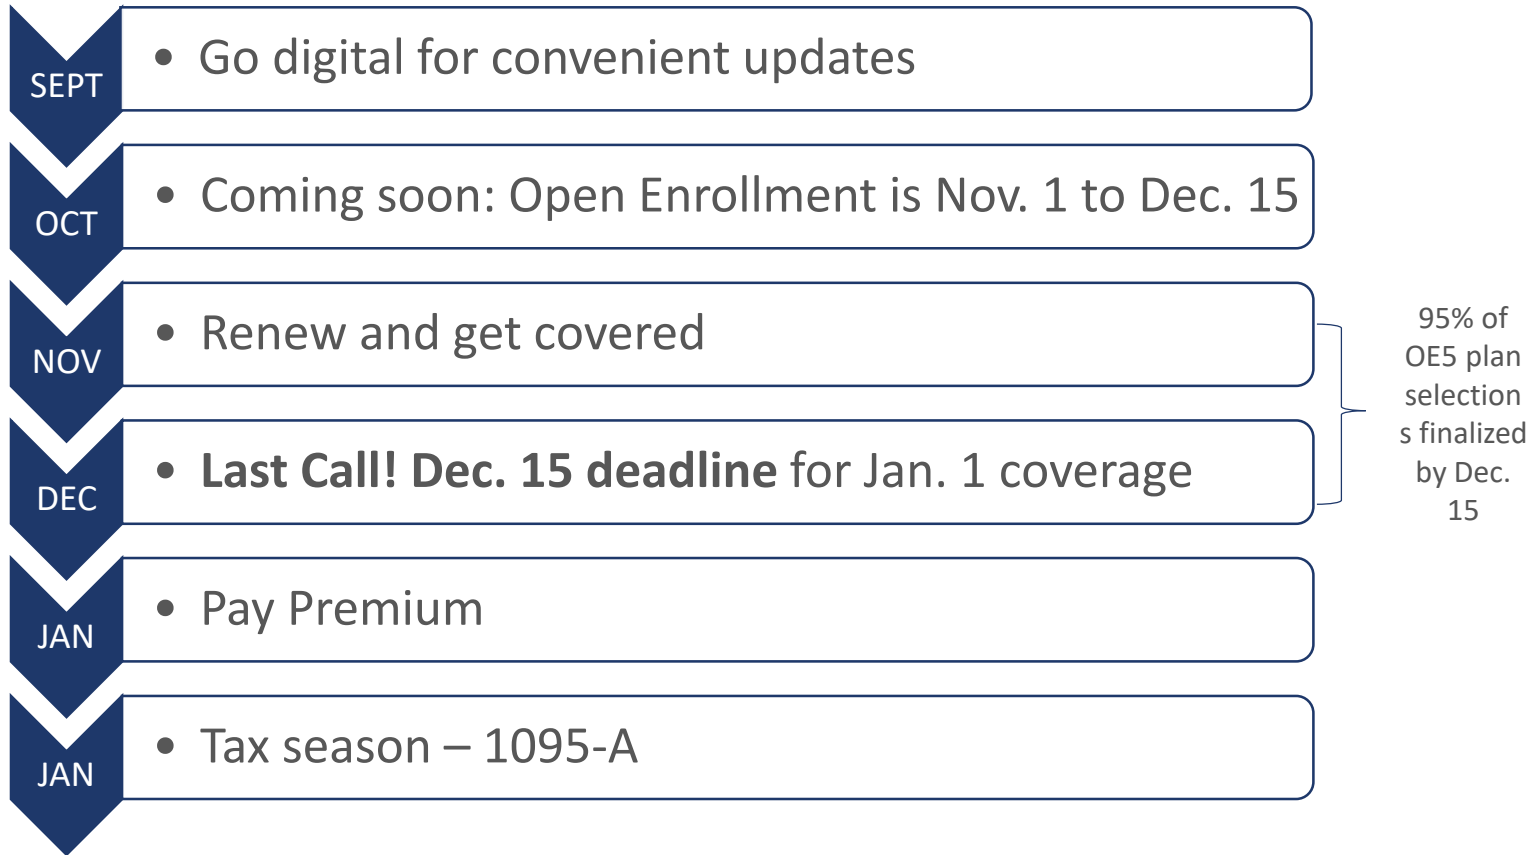 SEPT
• Go digital for convenient updates
OCT
• Coming soon: Open Enrollment is Nov. 1 to Dec. 15
NOV
• Renew and get covered
DEC
• Last Call! Dec. 15 deadline for Jan. 1 coverage
95% of
OE5 plan
selection
s finalized
by Dec.
15
JAN
• Pay Premium
JAN
• Tax season – 1095-A